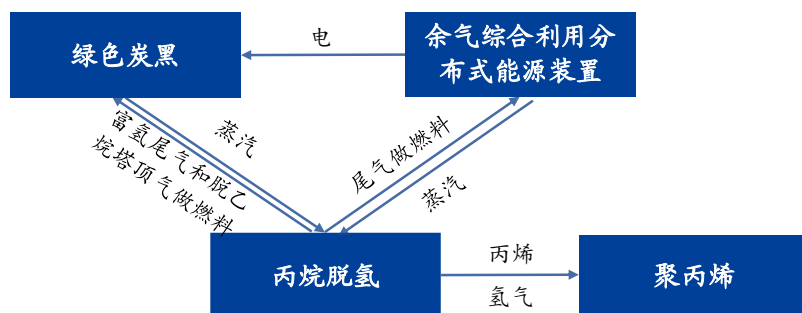 绿色炭黑
电
余气综合利用分
布式能源装置
蒸汽
富氢尾气和脱乙
烷塔顶气做燃料
尾气做燃料
蒸汽
丙烷脱氢
丙烯
氢气
聚丙烯